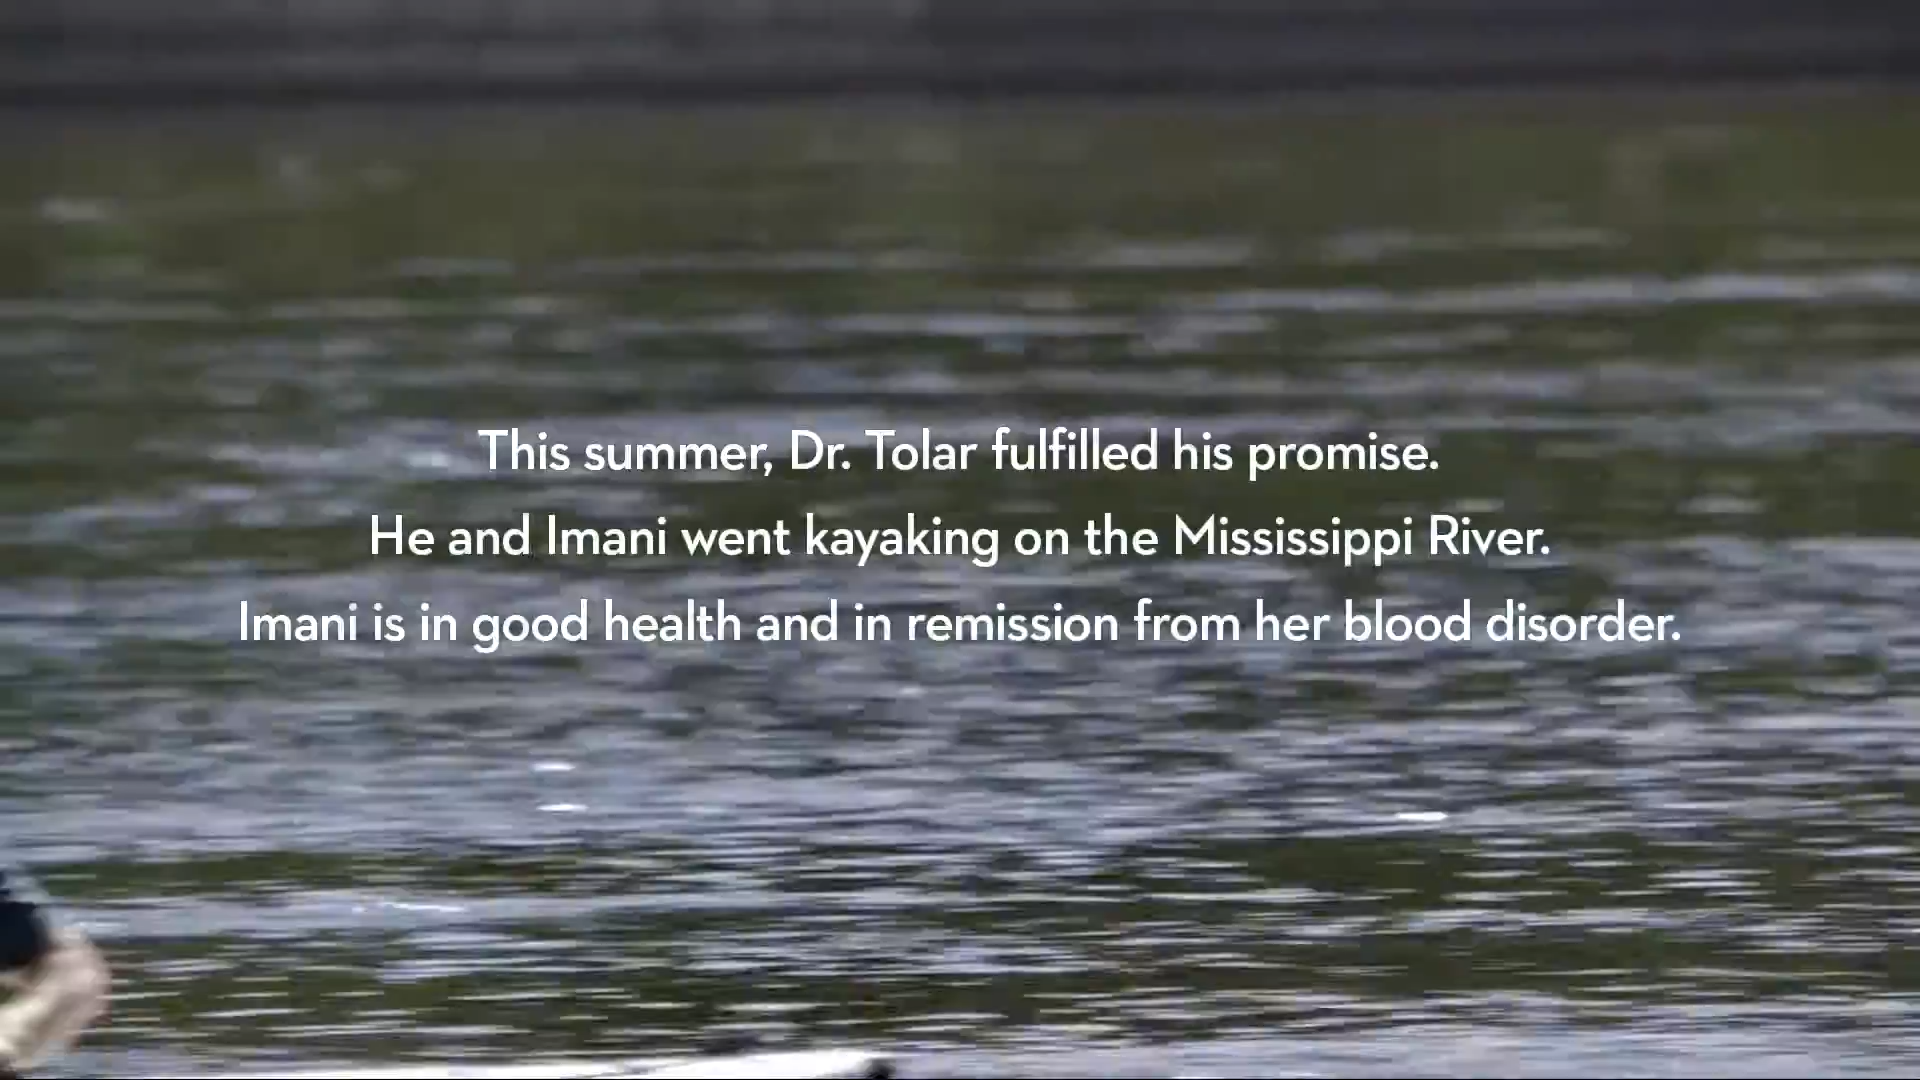 This summer, Dr. Tolar fulfilled his promise.
He and Imani went kayaking on the Mississippi River.
Imani is in good health and in remission from her blood disorder.